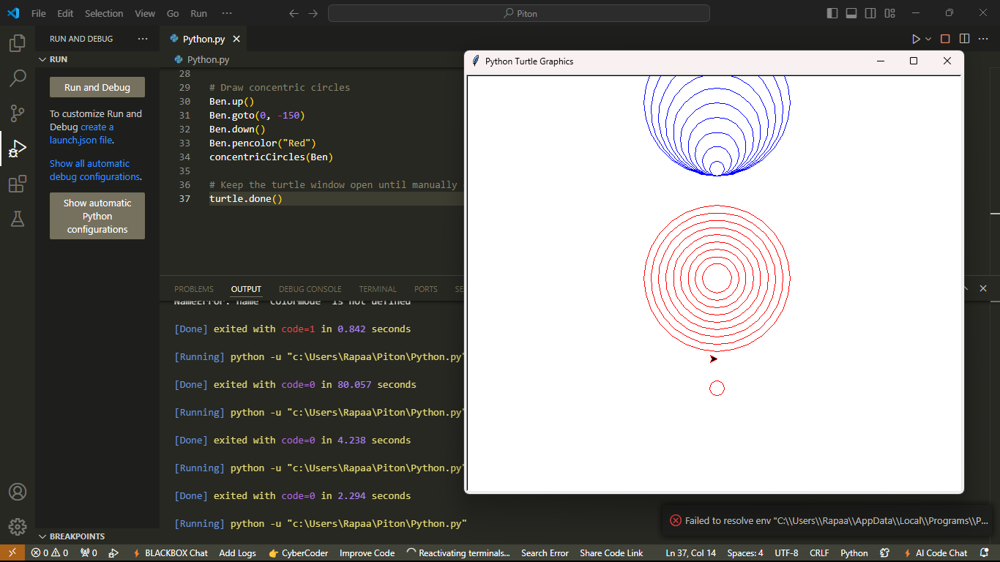 File Edit Selection View Go Run ···
Piton
RUN AND DEBUG ···
RUN
Run and Debug
To customize Run and
Debug create a
launch.json file.
Show all automatic
debug configurations.
Show automatic
Python
configurations
BREAKPOINTS
Python.py
Python.py
28
29 # Draw concentric circles
30 Ben.up()
31 Ben.goto(0, -150)
32 Ben.down()
33 Ben.pencolor("Red")
34 concentricCircles(Ben)
35
36 # Keep the turtle window open until manually
37 turtle.done()
PROBLEMS OUTPUT DEBUG CONSOLE TERMINAL PORTS SE
NameError: name 'colormode' is not defined
[Done] exited with code=1 in 0.842 seconds
[Running] python -u "c:\Users\Rapaa\Piton\Python.py"
[Done] exited with code=0 in 80.057 seconds
[Running] python -u "c:\Users\Rapaa\Piton\Python.py"
[Done] exited with code=0 in 4.238 seconds
[Running] python -u "c:\Users\Rapaa\Piton\Python.py"
[Done] exited with code=0 in 2.294 seconds
[Running] python -u "c:\Users\Rapaa\Piton\Python.py"
Python Turtle Graphics
Failed to resolve env "C:\\Users\\Rapaa\\AppData\\Local\\Programs\\P...
0 0 0 BLACKBOX Chat Add Logs CyberCoder Improve Code Reactivating terminals... Search Error Share Code Link Ln 37, Col 14 Spaces: 4 UTF-8 CRLF Python AI Code Chat